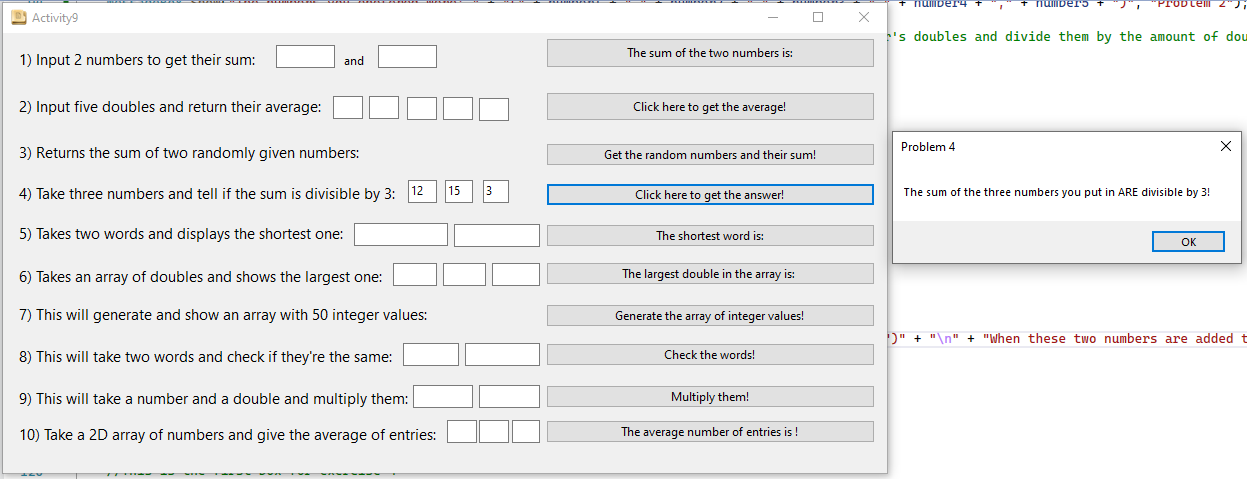 number4 + "," + number5 + ")", "Problem 2");
Activity9
r's doubles and divide them by the amount of dou
1) Input 2 numbers to get their sum:
and
The sum of the two numbers is:
2) Input five doubles and return their average:
Click here to get the average!
3) Returns the sum of two randomly given numbers:
Get the random numbers and their sum!
4) Take three numbers and tell if the sum is divisible by 3:
12
15
3
Click here to get the answer!
Problem 4
The sum of the three numbers you put in ARE divisible by 3!
OK
5) Takes two words and displays the shortest one:
The shortest word is:
6) Takes an array of doubles and shows the largest one:
The largest double in the array is:
7) This will generate and show an array with 50 integer values:
Generate the array of integer values!
")" + "\n" + "When these two numbers are added t
8) This will take two words and check if they're the same:
Check the words!
9) This will take a number and a double and multiply them:
Multiply them!
10) Take a 2D array of numbers and give the average of entries:
The average number of entries is !